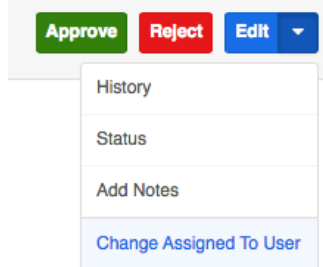 Approve Reject Edit
History
Status
Add Notes
Change Assigned To User